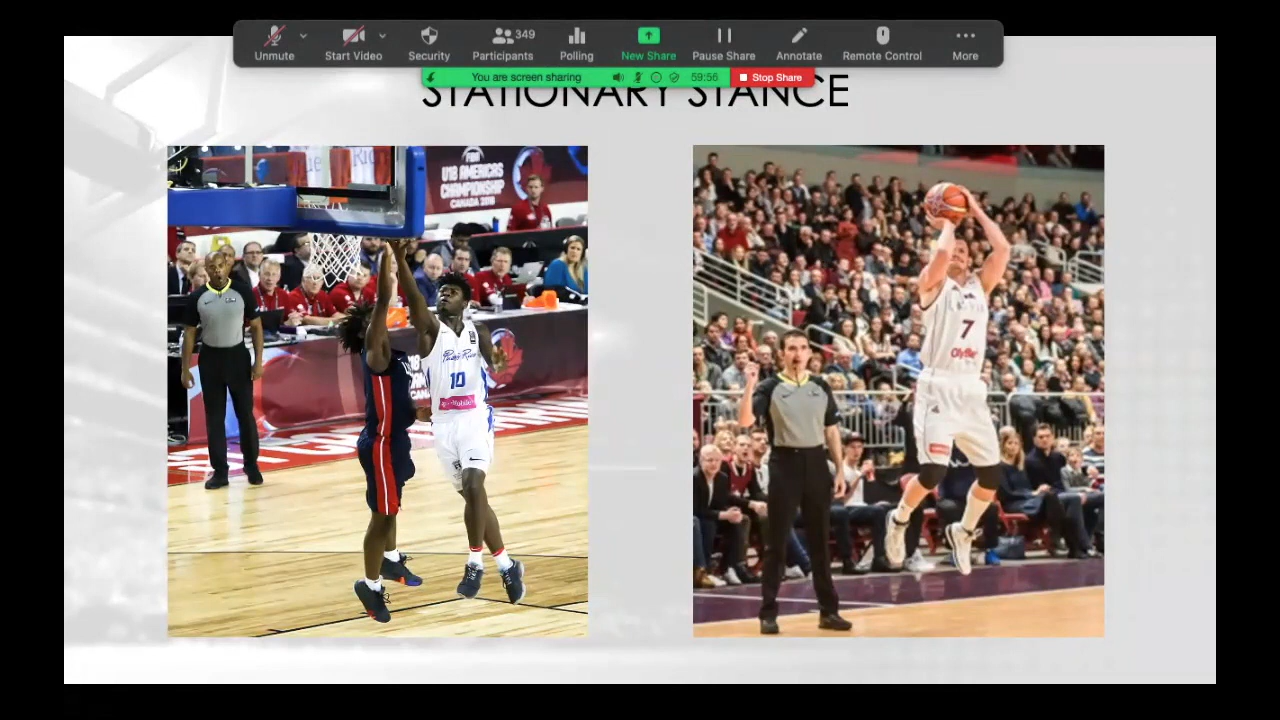 349
Unmute Start Video Security Participants Polling New Share Pause Share Annotate Remote Control More
You are screen sharing 59:56 Stop Share
STATIONARY STANCE
U18 AMERICAS
CHAMPIONSHIP
CANADA 2018
10
7